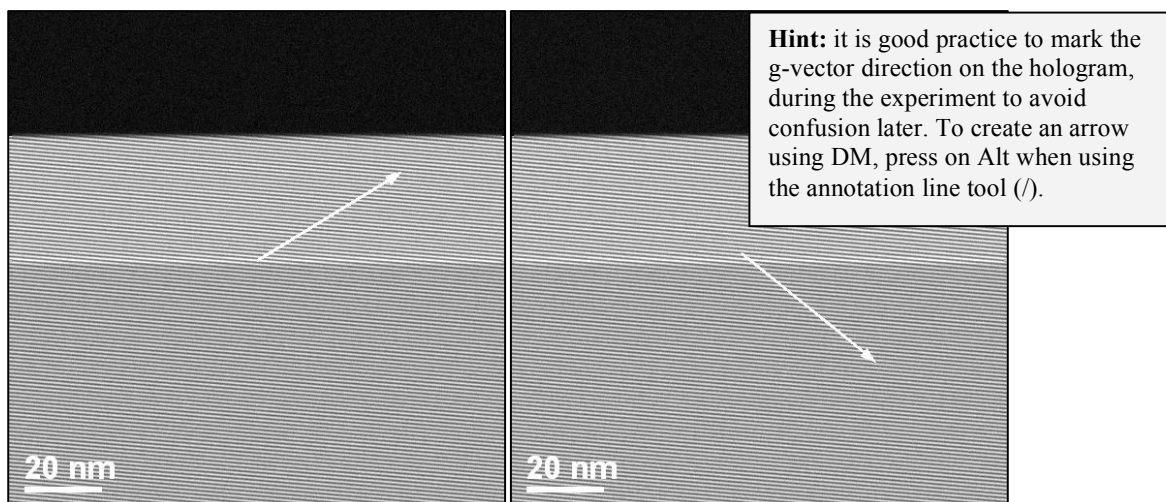 Hint: it is good practice to mark the
g-vector direction on the hologram,
during the experiment to avoid
confusion later. To create an arrow
using DM, press on Alt when using
the annotation line tool (/).
20 nm
20 nm